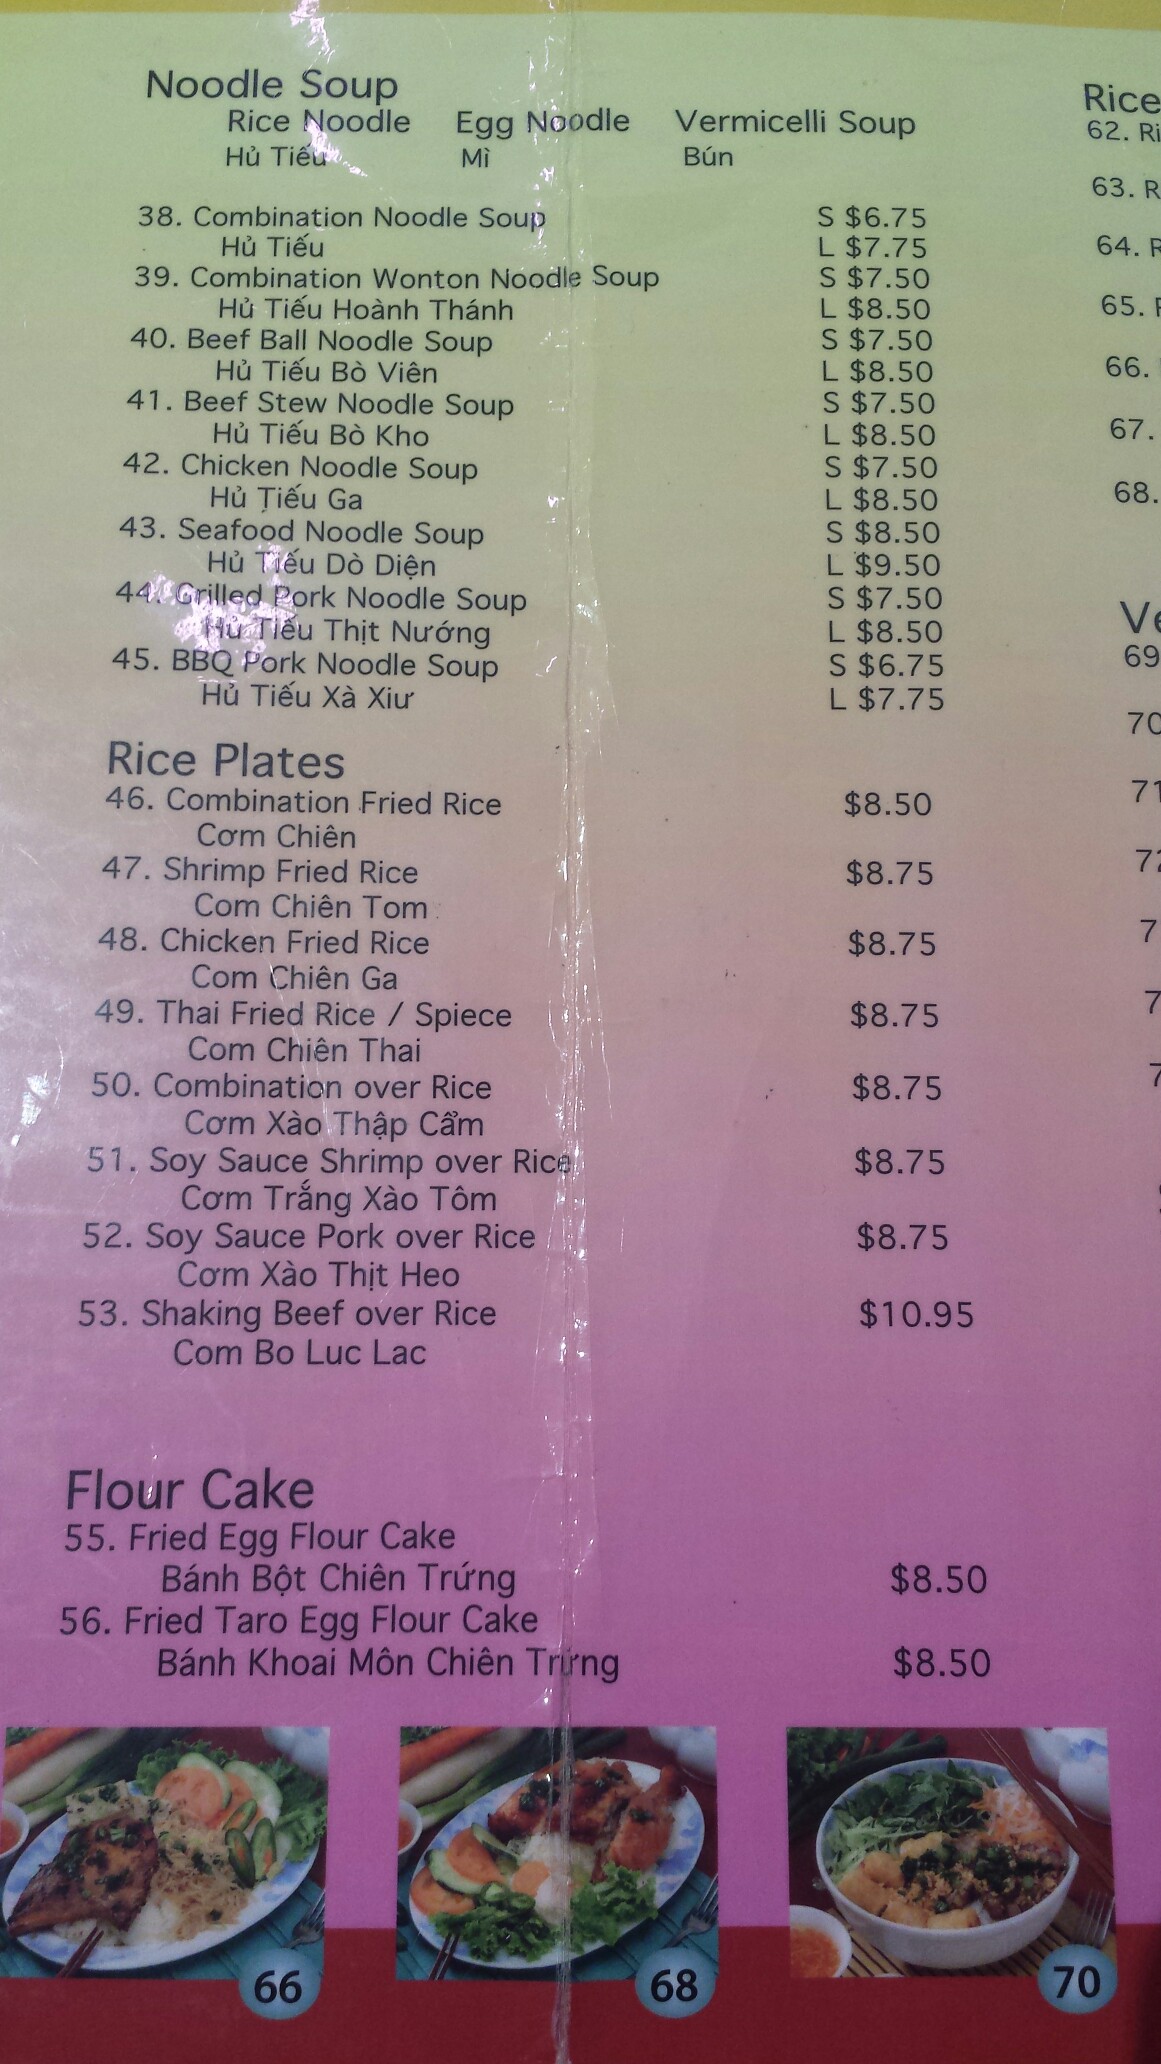 Noodle Soup
Rice Noodle Egg Noodle Vermicelli Soup
Hủ Tiếu Mì Bún
38. Combination Noodle Soup S $6.75
Hủ Tiếu L $7.75
39. Combination Wonton Noodle Soup S $7.50
Hủ Tiếu Hoành Thánh L $8.50
40. Beef Ball Noodle Soup S $7.50
Hủ Tiếu Bò Viên L $8.50
41. Beef Stew Noodle Soup S $7.50
Hủ Tiếu Bò Kho L $8.50
42. Chicken Noodle Soup S $7.50
Hủ Tiếu Ga L $8.50
43. Seafood Noodle Soup S $8.50
Hủ Tiếu Dò Diện L $9.50
44. Grilled Pork Noodle Soup S $7.50
Hủ Tiếu Thịt Nướng L $8.50
45. BBQ Pork Noodle Soup S $6.75
Hủ Tiếu Xà Xiư L $7.75
Rice Plates
46. Combination Fried Rice $8.50
Cơm Chiên
47. Shrimp Fried Rice $8.75
Com Chiên Tom
48. Chicken Fried Rice $8.75
Com Chiên Ga
49. Thai Fried Rice / Spiece $8.75
Com Chiên Thai
50. Combination over Rice $8.75
Cơm Xào Thập Cẩm
51. Soy Sauce Shrimp over Rice $8.75
Cơm Trắng Xào Tôm
52. Soy Sauce Pork over Rice $8.75
Cơm Xào Thịt Heo
53. Shaking Beef over Rice $10.95
Com Bo Luc Lac
Flour Cake
55. Fried Egg Flour Cake
Bánh Bột Chiên Trứng $8.50
56. Fried Taro Egg Flour Cake
Bánh Khoai Môn Chiên Trứng $8.50
66 68 70
Rice
62. Ri
63. R
64. R
65.
66.
67.
68.
Ve
69
70
71